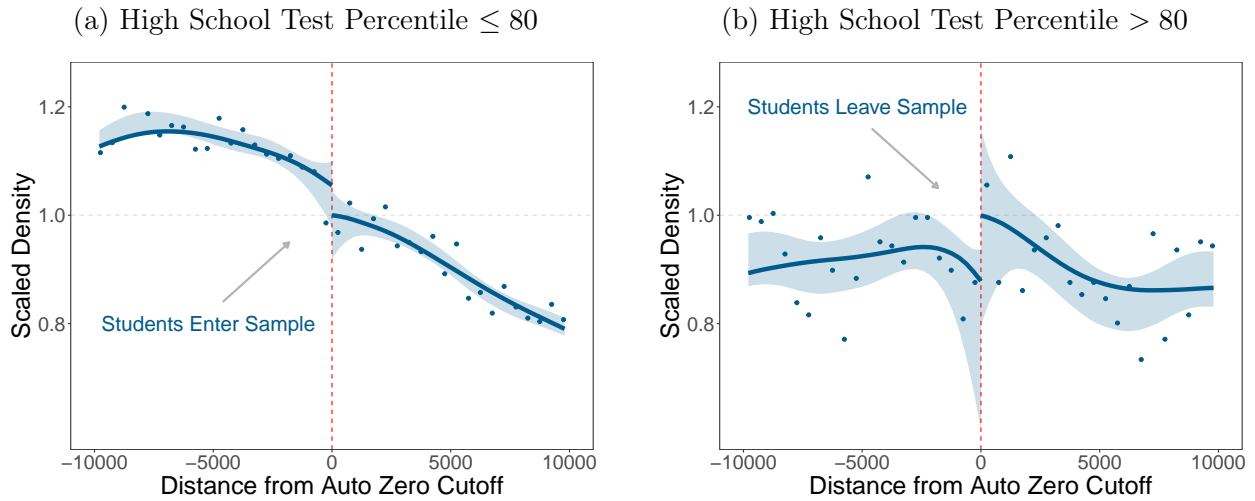 (a) High School Test Percentile ≤ 80
1.2
1.0
0.8
Scaled Density
Students Enter Sample
−10000 −5000 0 5000 10000
Distance from Auto Zero Cutoff
(b) High School Test Percentile > 80
1.2
1.0
0.8
Scaled Density
Students Leave Sample
−10000 −5000 0 5000 10000
Distance from Auto Zero Cutoff